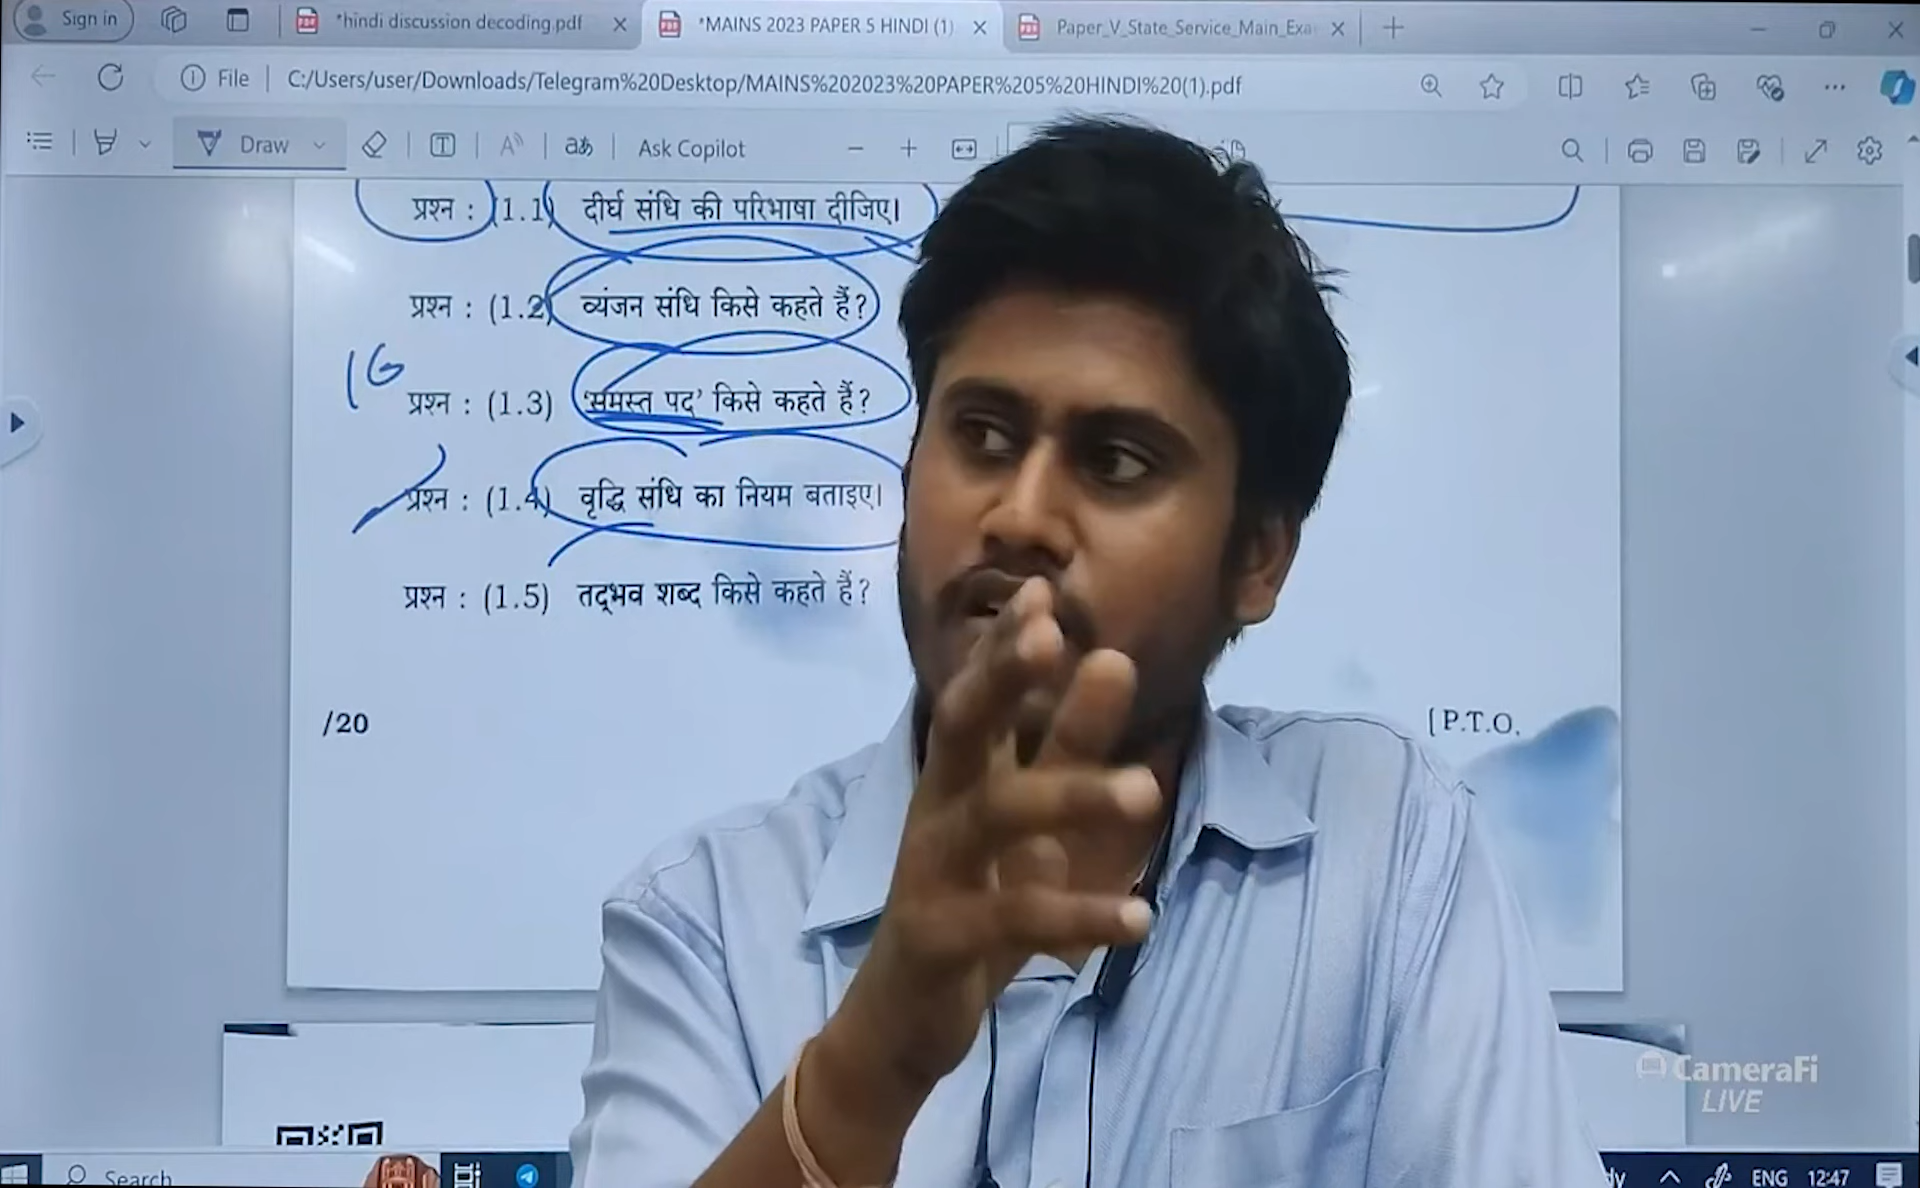 Sign in
*hindi discussion decoding.pdf
*MAINS 2023 PAPER 5 HINDI (1)
Paper_V_State_Service_Main_Exa
File
C:/Users/user/Downloads/Telegram%20Desktop/MAINS%202023%20PAPER%205%20HINDI%20(1).pdf
Draw
Ask Copilot
प्रश्न : (1.1) दीर्घ संधि की परिभाषा दीजिए।
प्रश्न : (1.2) व्यंजन संधि किसे कहते हैं?
प्रश्न : (1.3) ‘समस्त पद’ किसे कहते हैं?
प्रश्न : (1.4) वृद्धि संधि का नियम बताइए।
प्रश्न : (1.5) तद्भव शब्द किसे कहते हैं?
/20
[P.T.O.
CameraFi
LIVE
Search
ENG 12:47